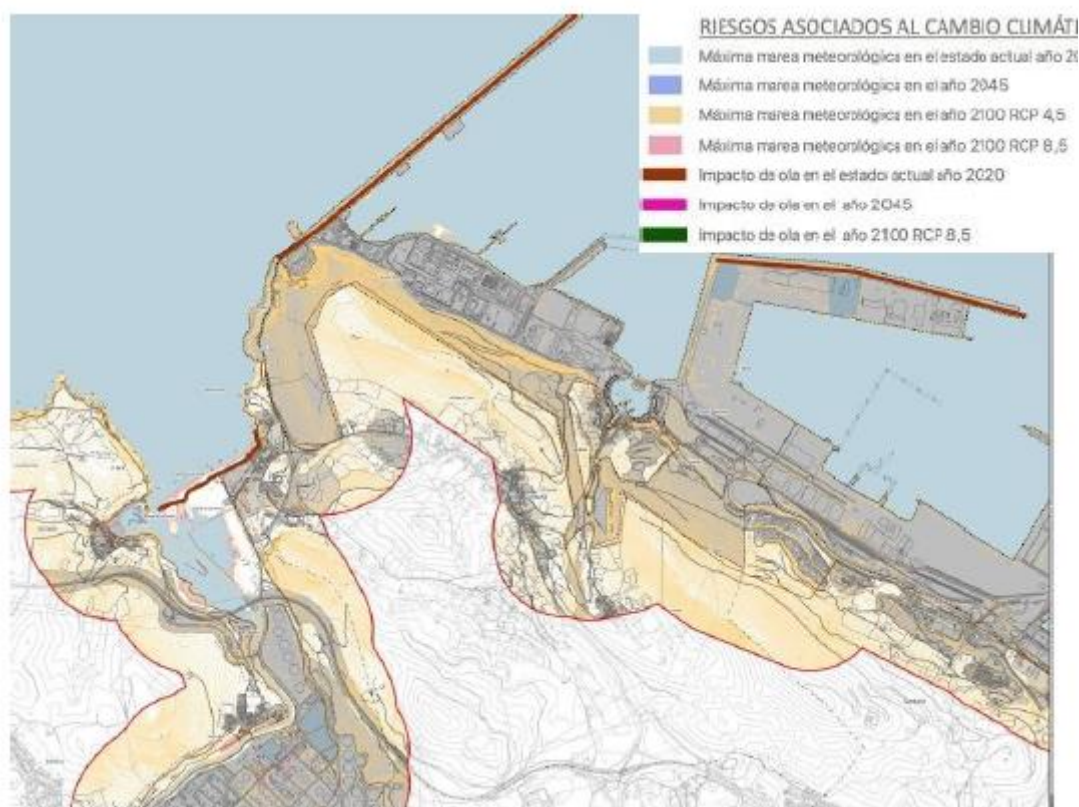 RIESGOS ASOCIADOS AL CAMBIO CLIMÁTI
Máxima marea meteorológica en el estado actual año 20
Máxima marea meteorológica en el año 2045
Máxima marea meteorológica en el año 2100 RCP 4,5
Máxima marea meteorológica en el año 2100 RCP 8,5
Impacto de ola en el estado actual año 2020
Impacto de ola en el año 2045
Impacto de ola en el año 2100 RCP 8,5